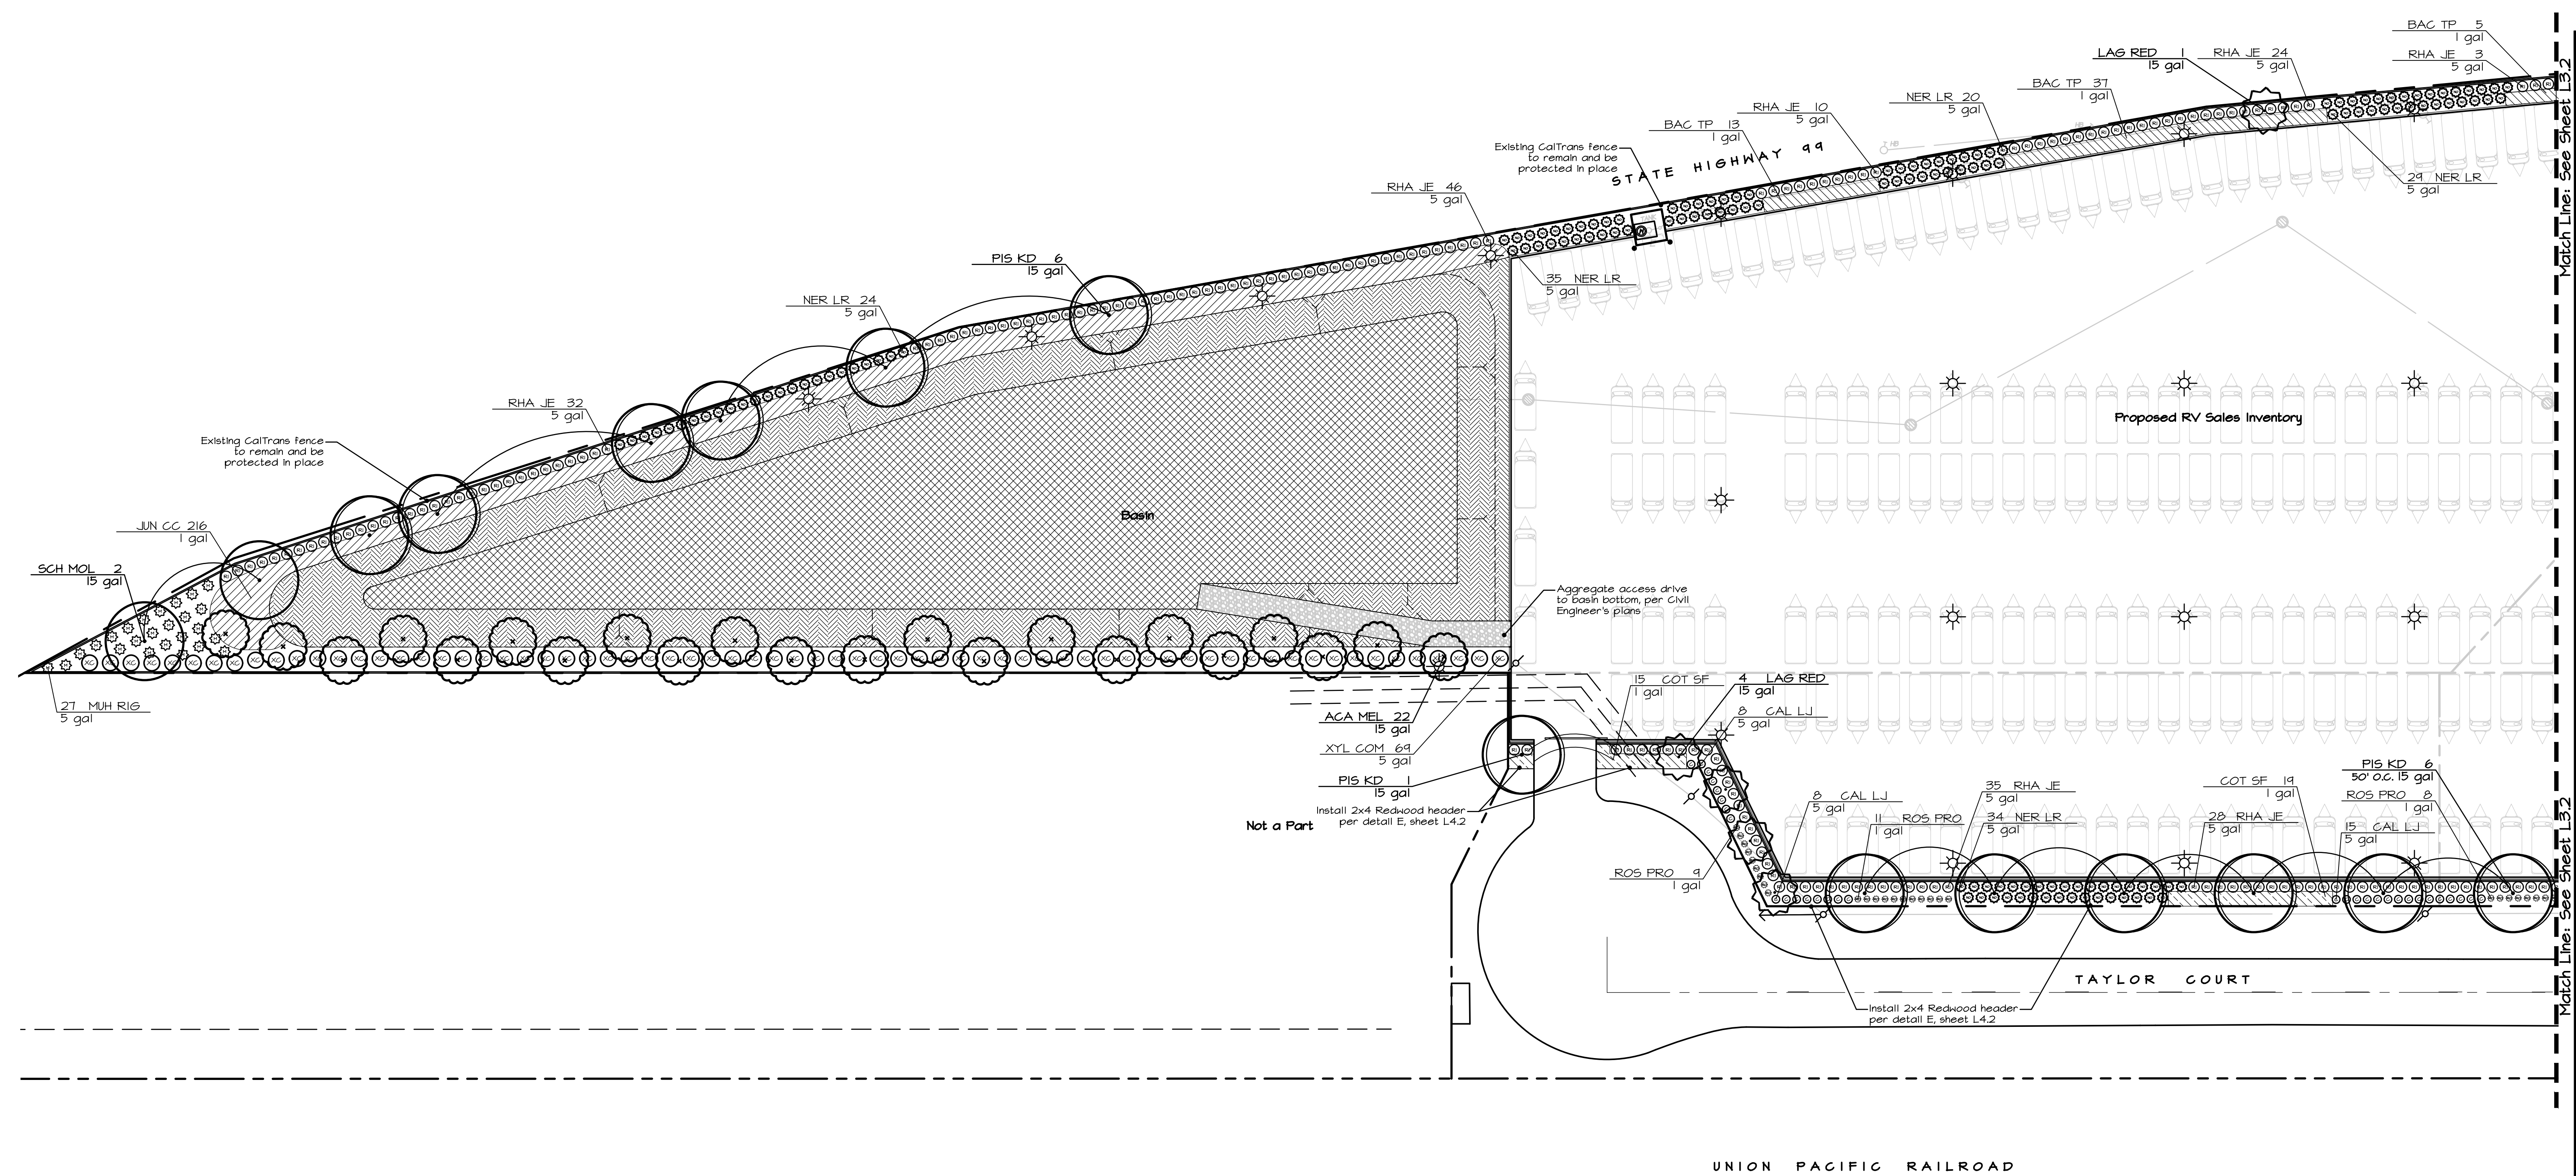 BAC TP 5
1 gal
LAG RED 1
15 gal
RHA JE 24
5 gal
RHA JE 3
5 gal
BAC TP 37
1 gal
NER LR 20
5 gal
RHA JE 10
5 gal
BAC TP 13
1 gal
Existing CalTrans fence
to remain and be
protected in place
STATE HIGHWAY 99
HB
HB
29 NER LR
5 gal
RHA JE 46
5 gal
Match Line: See Sheet L3.2
PIS KD 6
15 gal
35 NER LR
5 gal
NER LR 24
5 gal
RHA JE 32
5 gal
Proposed RV Sales Inventory
Existing CalTrans fence
to remain and be
protected in place
Basin
JUN CC 216
1 gal
SCH MOL 2
15 gal
Aggregate access drive
to basin bottom, per Civil
Engineer's plans
27 MUH RIG
5 gal
15 COT SF
1 gal
4 LAG RED
15 gal
8 CAL LJ
5 gal
ACA MEL 22
15 gal
XYL COM 69
5 gal
PIS KD 1
15 gal
Install 2x4 Redwood header
per detail E, sheet L4.2
Not a Part
PIS KD 6
50' O.C. 15 gal
35 RHA JE
5 gal
COT SF 19
1 gal
ROS PRO 8
1 gal
8 CAL LJ
5 gal
11 ROS PRO
1 gal
34 NER LR
5 gal
28 RHA JE
5 gal
15 CAL LJ
5 gal
ROS PRO 9
1 gal
Match Line: See Sheet L3.2
TAYLOR COURT
Install 2x4 Redwood header
per detail E, sheet L4.2
UNION PACIFIC RAILROAD